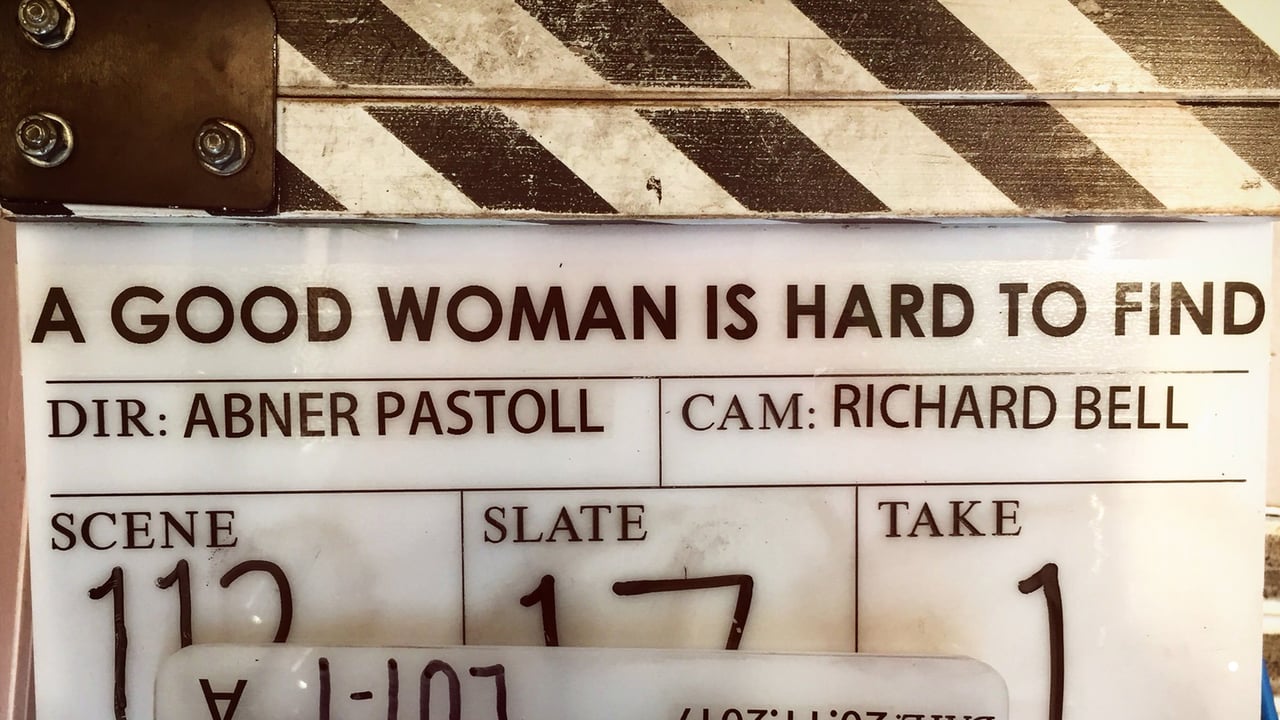 A GOOD WOMAN IS HARD TO FIND
DIR: ABNER PASTOLL
CAM: RICHARD BELL
SCENE SLATE TAKE
17 1
A